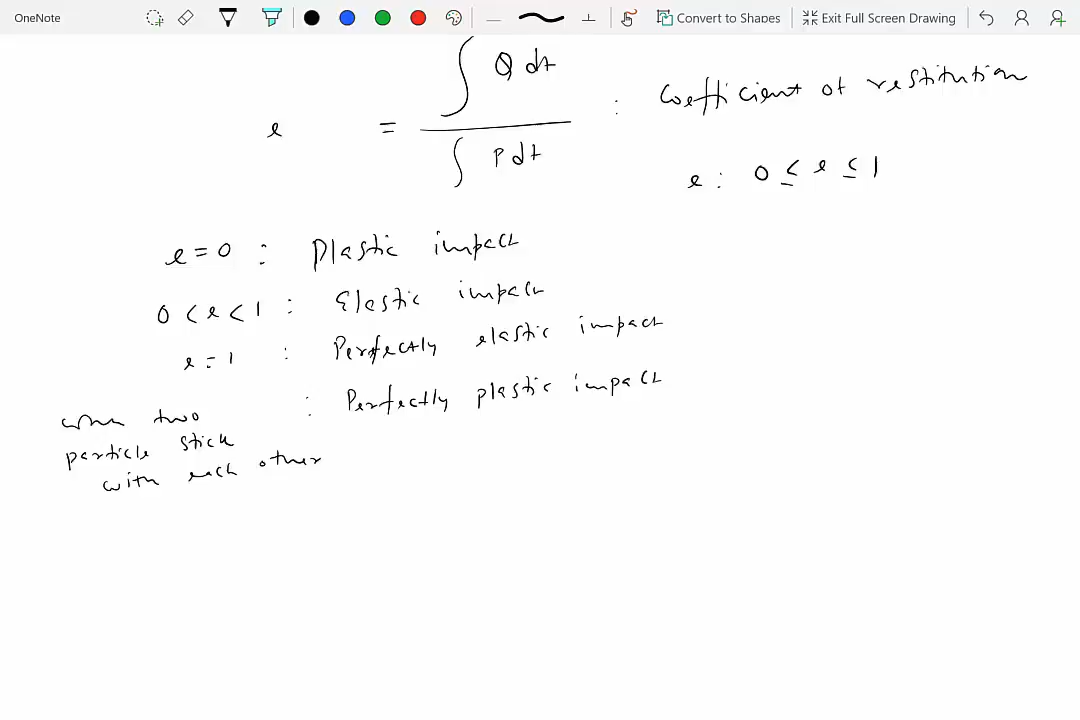 OneNote
Convert to Shapes
Exit Full Screen Drawing
e = ∫ Q dt / ∫ P dt : Coefficient of restitution
e : 0 ≤ e ≤ 1
e = 0 : Plastic impact
0 < e < 1 : Elastic impact
e = 1 : Perfectly elastic impact
: Perfectly plastic impact
when two
particle stick
with each other